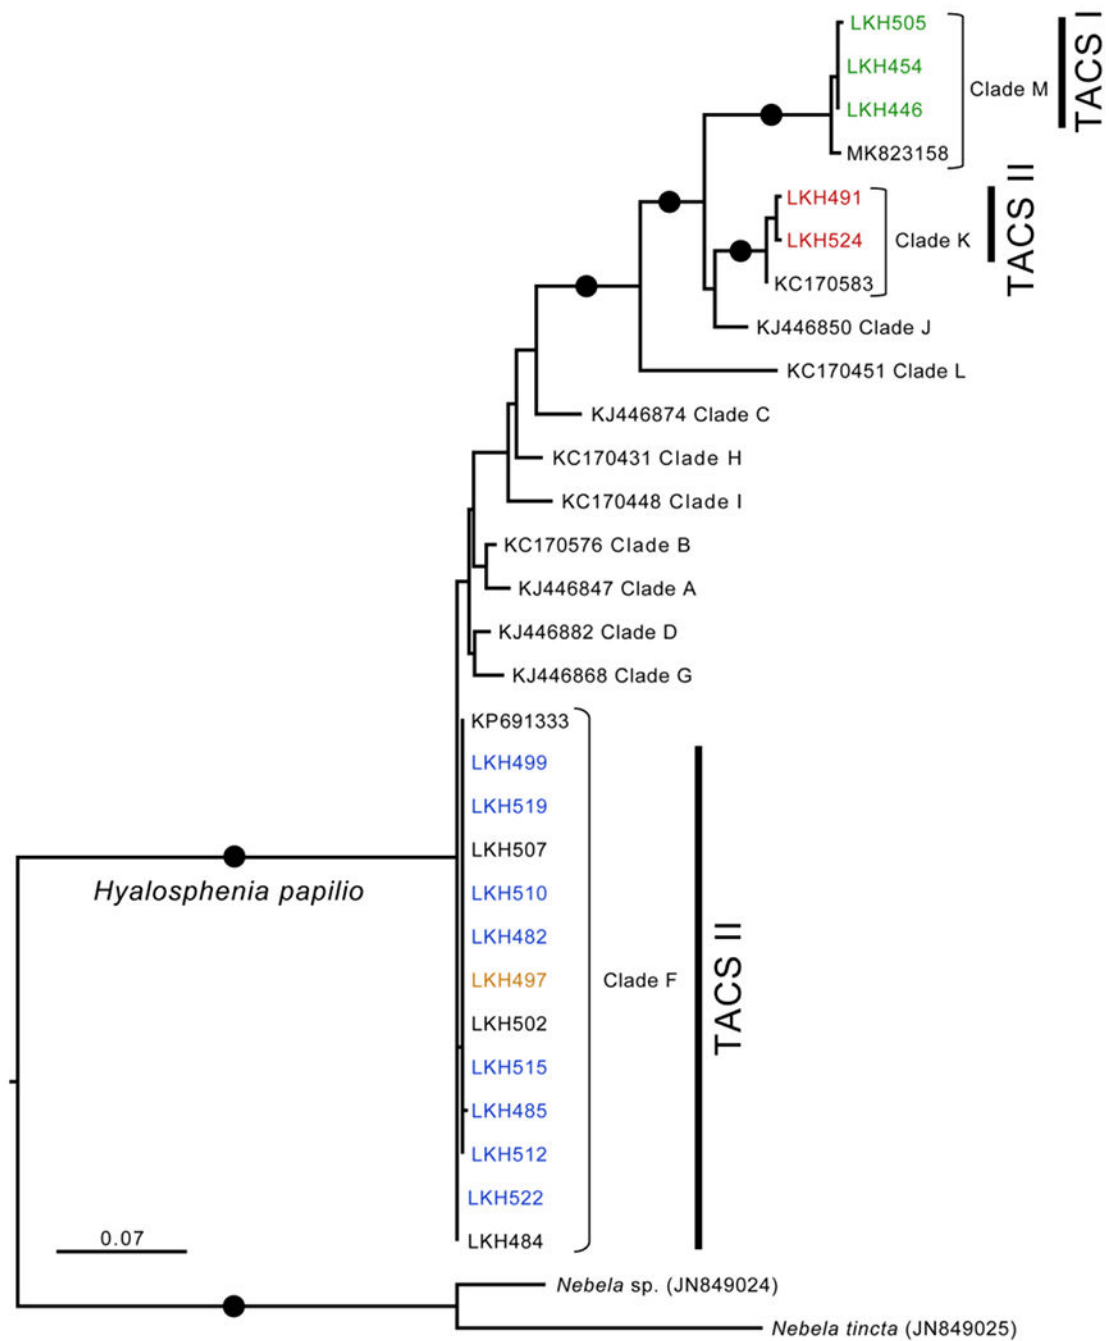 LKH505
LKH454
LKH446
MK823158
Clade M
TACS I
LKH491
LKH524
KC170583
Clade K
TACS II
KJ446850 Clade J
KC170451 Clade L
KJ446874 Clade C
KC170431 Clade H
KC170448 Clade I
KC170576 Clade B
KJ446847 Clade A
KJ446882 Clade D
KJ446868 Clade G
KP691333
LKH499
LKH519
LKH507
Hyalosphenia papilio
LKH510
LKH482
LKH497
Clade F
TACS II
LKH502
LKH515
LKH485
LKH512
LKH522
LKH484
0.07
Nebela sp. (JN849024)
Nebela tincta (JN849025)